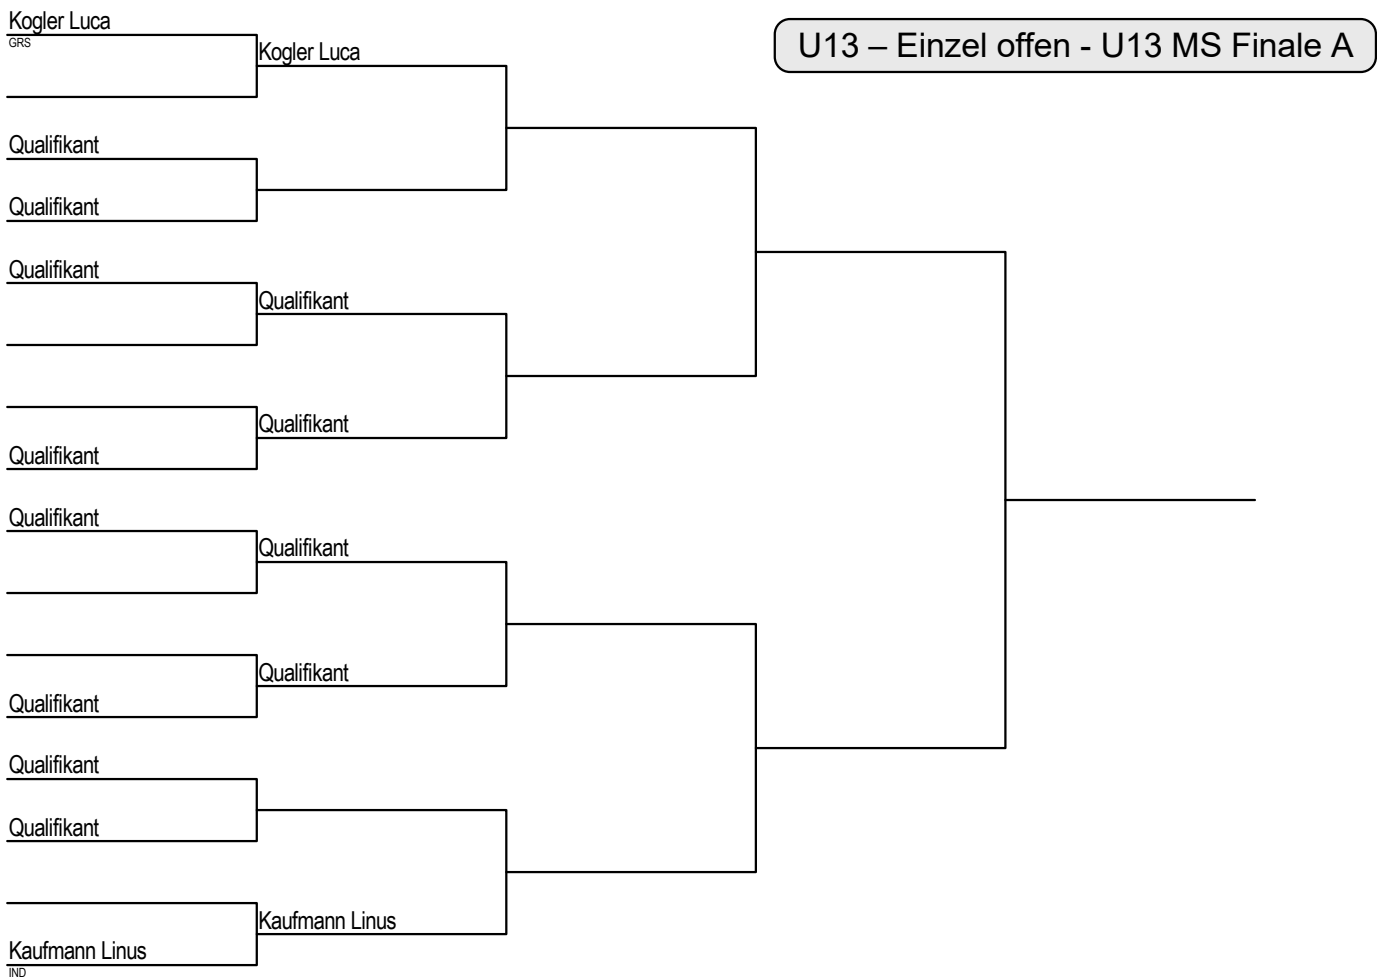 Kogler Luca
GRS
Kogler Luca
U13 – Einzel offen - U13 MS Finale A
Qualifikant
Qualifikant
Qualifikant
Qualifikant
Qualifikant
Qualifikant
Qualifikant
Qualifikant
Qualifikant
Qualifikant
Qualifikant
Qualifikant
Kaufmann Linus
Kaufmann Linus
IND